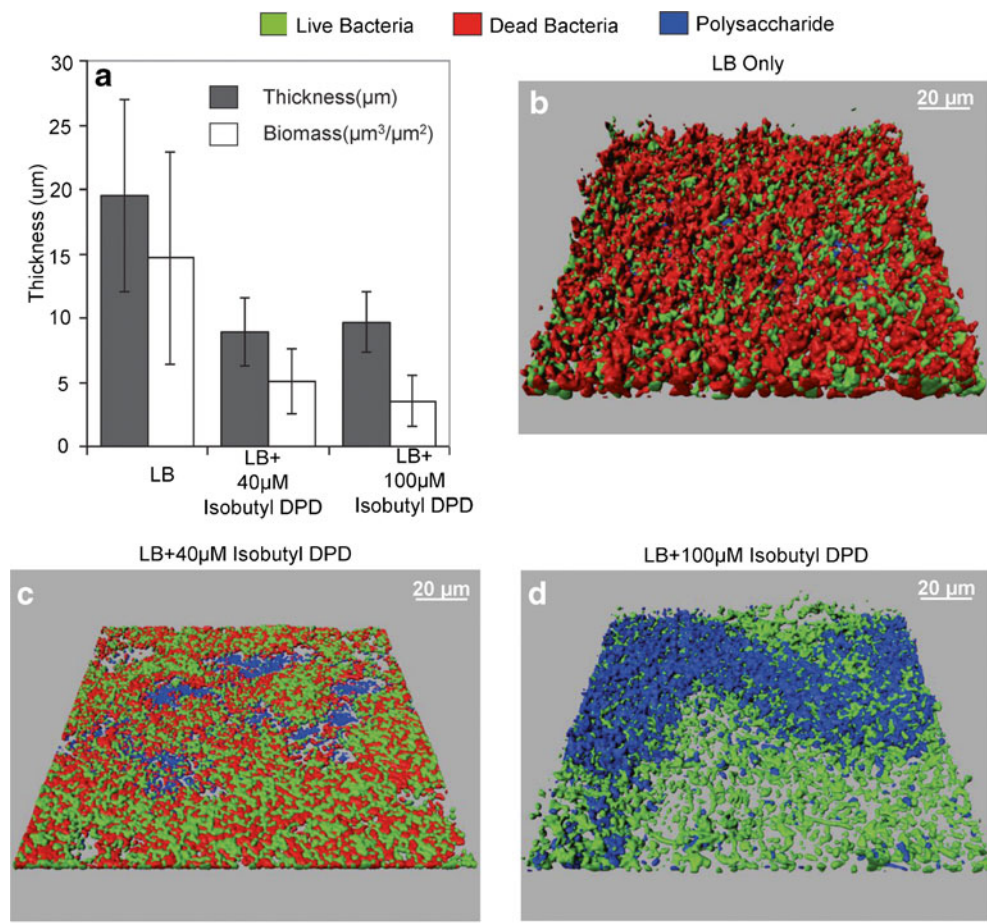 Live Bacteria Dead Bacteria Polysaccharide
a
30
25
20
15
10
5
0
Thickness (um)
Thickness(µm)
Biomass(µm³/µm²)
LB
LB+
40µM
Isobutyl DPD
LB+
100µM
Isobutyl DPD
LB Only
b
20 µm
LB+40µM Isobutyl DPD
c
20 µm
LB+100µM Isobutyl DPD
d
20 µm